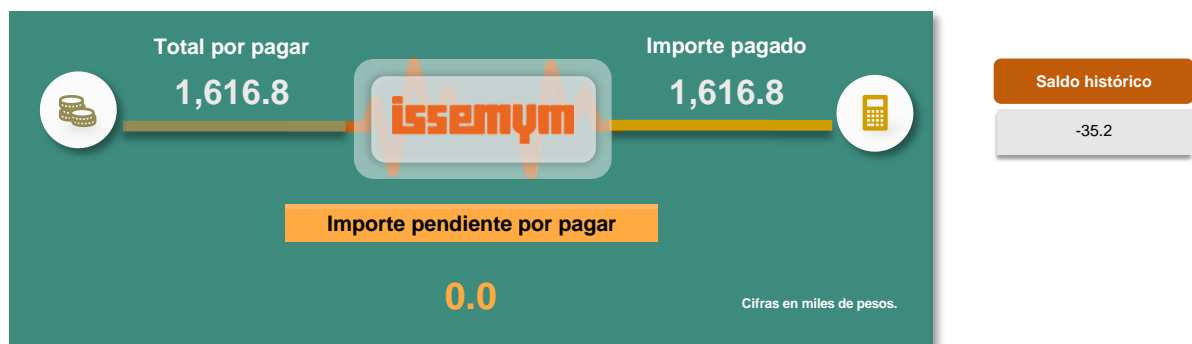 Total por pagar
1,616.8
issemym
Importe pagado
1,616.8
Importe pendiente por pagar
0.0
Cifras en miles de pesos.
Saldo histórico
-35.2